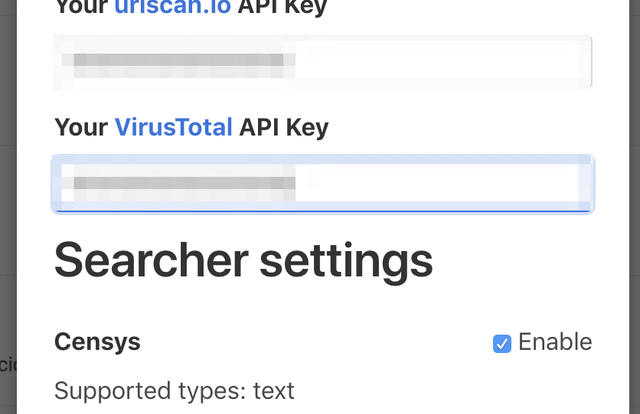 Your urlscan.io API Key
Your VirusTotal API Key
Searcher settings
Censys
Enable
Supported types: text